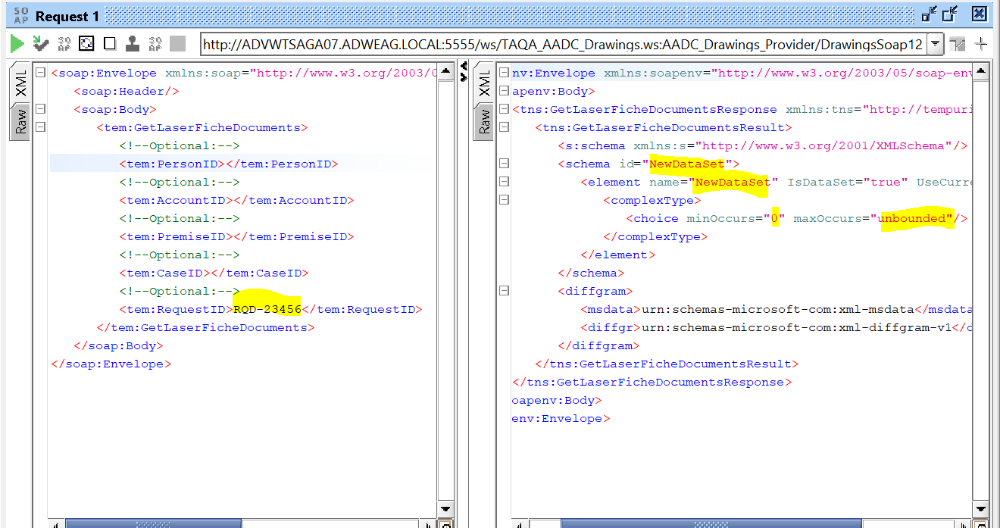 SO AP Request 1
http://ADVWTSAGA07.ADWEAG.LOCAL:5555/ws/TAQA_AADC_Drawings.ws:AADC_Drawings_Provider/DrawingsSoap12
XML
Raw
<soap:Envelope xmlns:soap="http://www.w3.org/2003/0
<soap:Header/>
<soap:Body>
<tem:GetLaserFicheDocuments>
<!--Optional:-->
<tem:PersonID></tem:PersonID>
<!--Optional:-->
<tem:AccountID></tem:AccountID>
<!--Optional:-->
<tem:PremiseID></tem:PremiseID>
<!--Optional:-->
<tem:CaseID></tem:CaseID>
<!--Optional:-->
<tem:RequestID>RQD-23456</tem:RequestID>
</tem:GetLaserFicheDocuments>
</soap:Body>
</soap:Envelope>
XML
Raw
nv:Envelope xmlns:soapenv="http://www.w3.org/2003/05/soap-env
apenv:Body>
<tns:GetLaserFicheDocumentsResponse xmlns:tns="http://tempuri
<tns:GetLaserFicheDocumentsResult>
<s:schema xmlns:s="http://www.w3.org/2001/XMLSchema"/>
<schema id="NewDataSet">
<element name="NewDataSet" IsDataSet="true" UseCurre
<complexType>
<choice minOccurs="0" maxOccurs="unbounded"/>
</complexType>
</element>
</schema>
<diffgram>
<msdata>urn:schemas-microsoft-com:xml-msdata</msdata
<diffgr>urn:schemas-microsoft-com:xml-diffgram-v1</d
</diffgram>
</tns:GetLaserFicheDocumentsResult>
</tns:GetLaserFicheDocumentsResponse>
oapenv:Body>
env:Envelope>